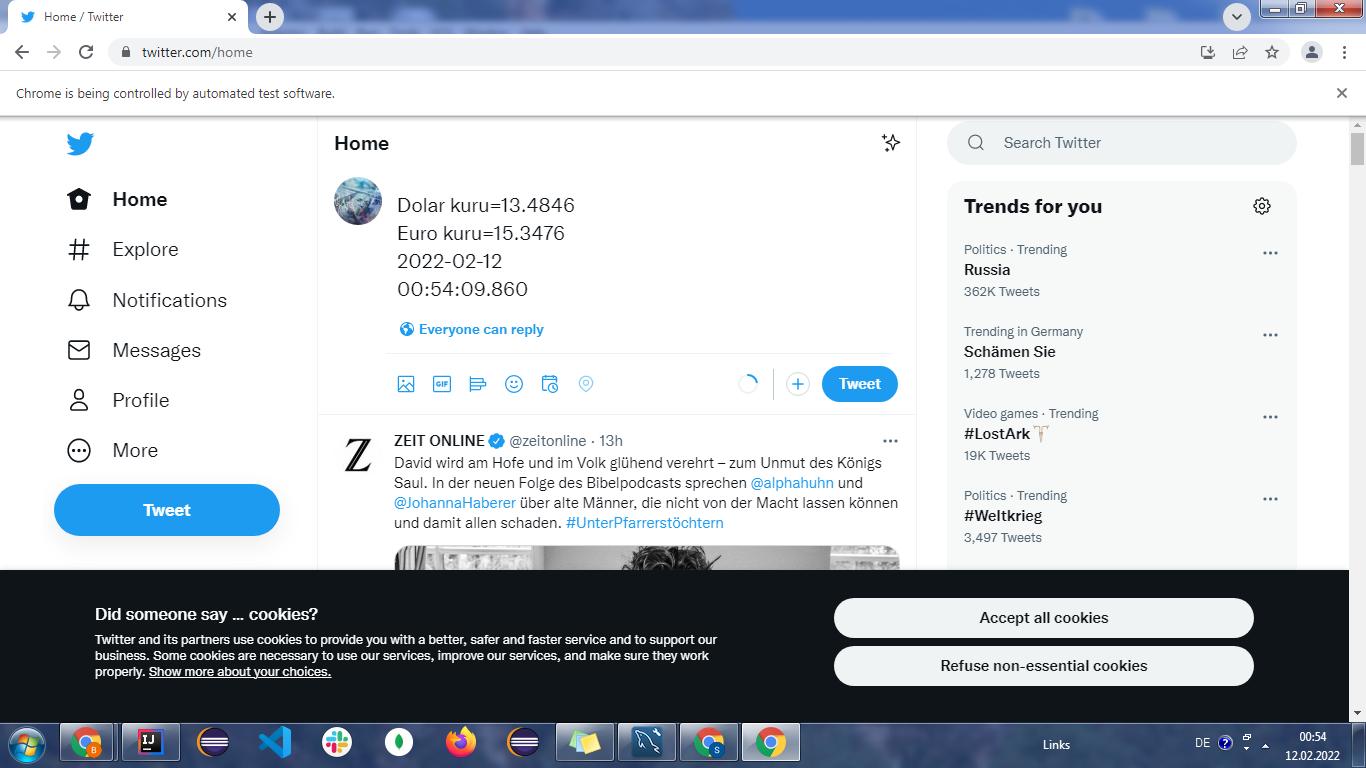 Home / Twitter
twitter.com/home
Chrome is being controlled by automated test software.
Home
Explore
Notifications
Messages
Profile
More
Tweet
Home
Dolar kuru=13.4846
Euro kuru=15.3476
2022-02-12
00:54:09.860
Everyone can reply
GIF
Tweet
ZEIT ONLINE @zeitonline · 13h
David wird am Hofe und im Volk glühend verehrt – zum Unmut des Königs
Saul. In der neuen Folge des Bibelpodcasts sprechen @alphahuhn und
@JohannaHaberer über alte Männer, die nicht von der Macht lassen können
und damit allen schaden. #UnterPfarrerstöchtern
Search Twitter
Trends for you
Politics · Trending
Russia
362K Tweets
Trending in Germany
Schämen Sie
1,278 Tweets
Video games · Trending
#LostArk
19K Tweets
Politics · Trending
#Weltkrieg
3,497 Tweets
Did someone say … cookies?
Twitter and its partners use cookies to provide you with a better, safer and faster service and to support our
business. Some cookies are necessary to use our services, improve our services, and make sure they work
properly. Show more about your choices.
Accept all cookies
Refuse non-essential cookies
B
IJ
S
Links
DE
00:54
12.02.2022